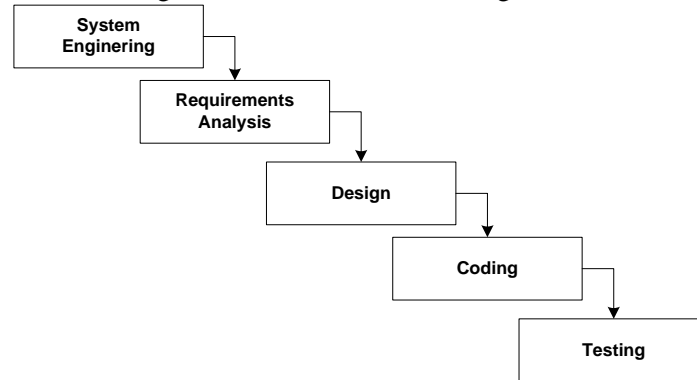 System
Enginering
Requirements
Analysis
Design
Coding
Testing